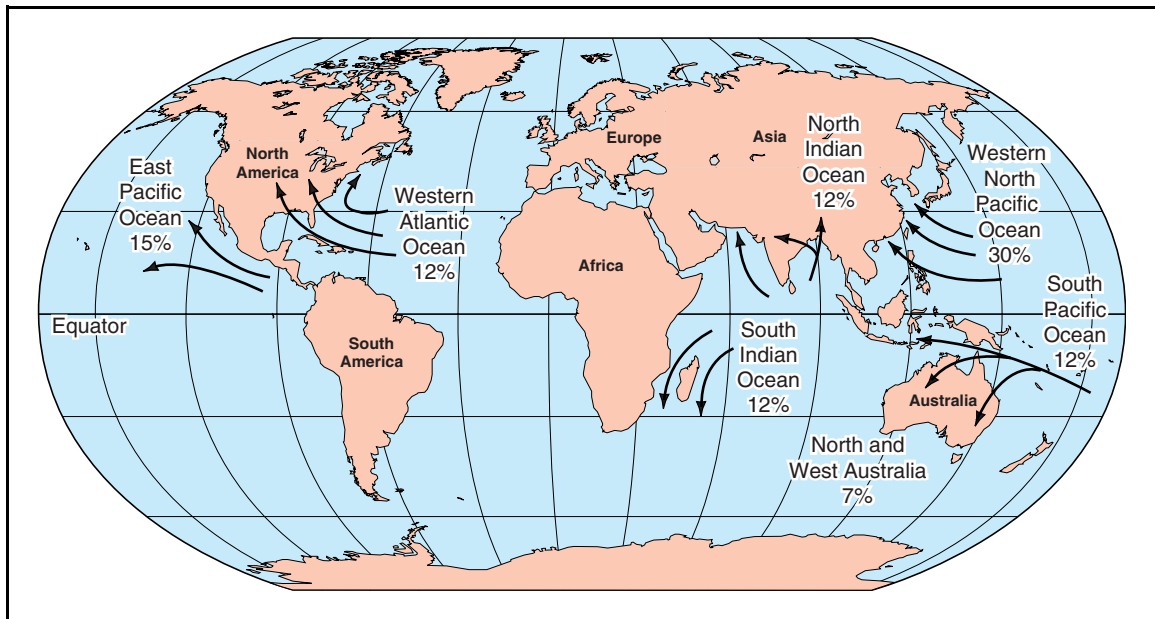 North
America
East
Pacific
Ocean
15%
Western
Atlantic
Ocean
12%
Europe
Asia
North
Indian
Ocean
12%
Western
North
Pacific
Ocean
30%
Africa
South
Pacific
Ocean
12%
Equator
South
America
South
Indian
Ocean
12%
Australia
North and
West Australia
7%